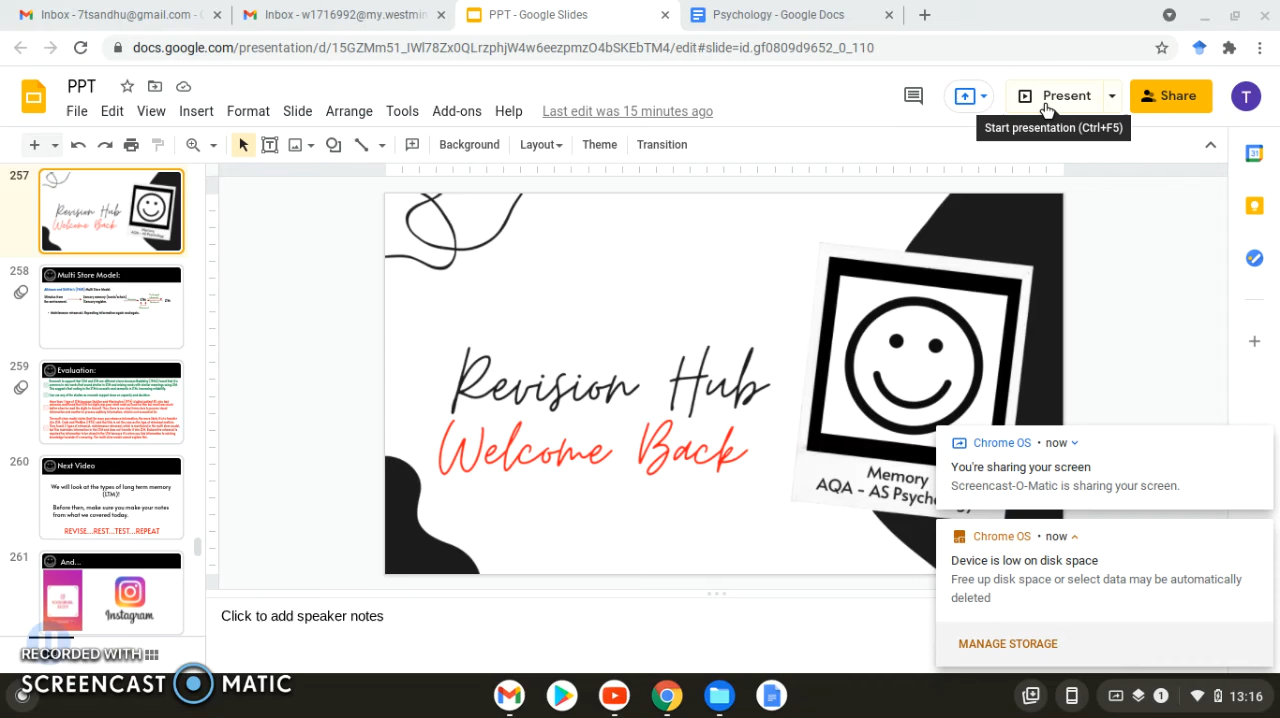 Inbox - 7tsandhu@gmail.com -
Inbox - w1716992@my.westmin
PPT - Google Slides
Psychology - Google Docs
docs.google.com/presentation/d/15GZMm51_IWl78Zx0QLrzphjW4w6eezpmzO4bSKEbTM4/edit#slide=id.gf0809d9652_0_110
PPT
File Edit View Insert Format Slide Arrange Tools Add-ons Help Last edit was 15 minutes ago
Present
Share
T
Start presentation (Ctrl+F5)
Background Layout Theme Transition
257
Revision Hub
Welcome Back
258
Multi Store Model:
259
Evaluation:
260
Next Video
We will look at the types of long term memory
(LTM)!
Before then, make sure you make your notes
from what we covered today.
REVISE...REST...TEST...REPEAT
261
And...
Instagram
Revision Hub
Welcome Back
Memory
AQA - AS Psych
Click to add speaker notes
Chrome OS • now
You're sharing your screen
Screencast-O-Matic is sharing your screen.
Chrome OS • now
Device is low on disk space
Free up disk space or select data may be automatically
deleted
MANAGE STORAGE
RECORDED WITH
SCREENCAST MATIC
31
1
13:16